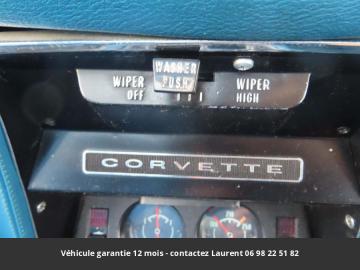 WASHER
PUSH
WIPER
OFF
WIPER
HIGH
CORVETTE
Véhicule garantie 12 mois - contactez Laurent 06 98 22 51 82